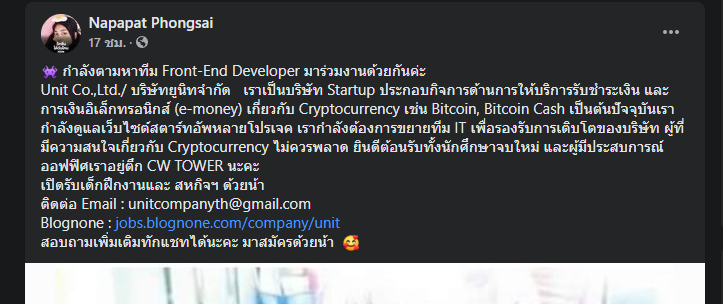 Napapat Phongsai
17 ชม.
👾 กำลังตามหาทีม Front-End Developer มาร่วมงานด้วยกันค่ะ
Unit Co.,Ltd./ บริษัทยูนิทจำกัด เราเป็นบริษัท Startup ประกอบกิจการด้านการให้บริการรับชำระเงิน และ
การเงินอิเล็กทรอนิกส์ (e-money) เกี่ยวกับ Cryptocurrency เช่น Bitcoin, Bitcoin Cash เป็นต้นปัจจุบันเรา
กำลังดูแลเว็บไซต์สตาร์ทอัพหลายโปรเจค เรากำลังต้องการขยายทีม IT เพื่อรองรับการเติบโตของบริษัท ผู้ที่
มีความสนใจเกี่ยวกับ Cryptocurrency ไม่ควรพลาด ยินดีต้อนรับทั้งนักศึกษาจบใหม่ และผู้มีประสบการณ์
ออฟฟิศเราอยู่ตึก CW TOWER นะคะ
เปิดรับเด็กฝึกงานและ สหกิจฯ ด้วยน้า
ติดต่อ Email : unitcompanyth@gmail.com
Blognone : jobs.blognone.com/company/unit
สอบถามเพิ่มเติมทักแชทได้นะคะ มาสมัครด้วยน้า 🥰